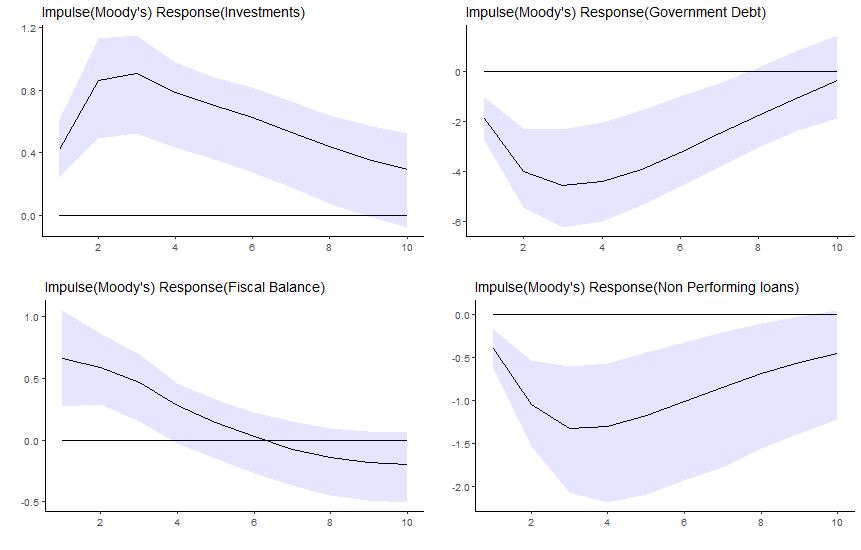 Impulse(Moody's) Response(Investments)
1.2
0.8
0.4
0.0
2 4 6 8 10
Impulse(Moody's) Response(Government Debt)
0
-2
-4
-6
2 4 6 8 10
Impulse(Moody's) Response(Fiscal Balance)
1.0
0.5
0.0
-0.5
2 4 6 8 10
Impulse(Moody's) Response(Non Performing loans)
0.0
-0.5
-1.0
-1.5
-2.0
2 4 6 8 10